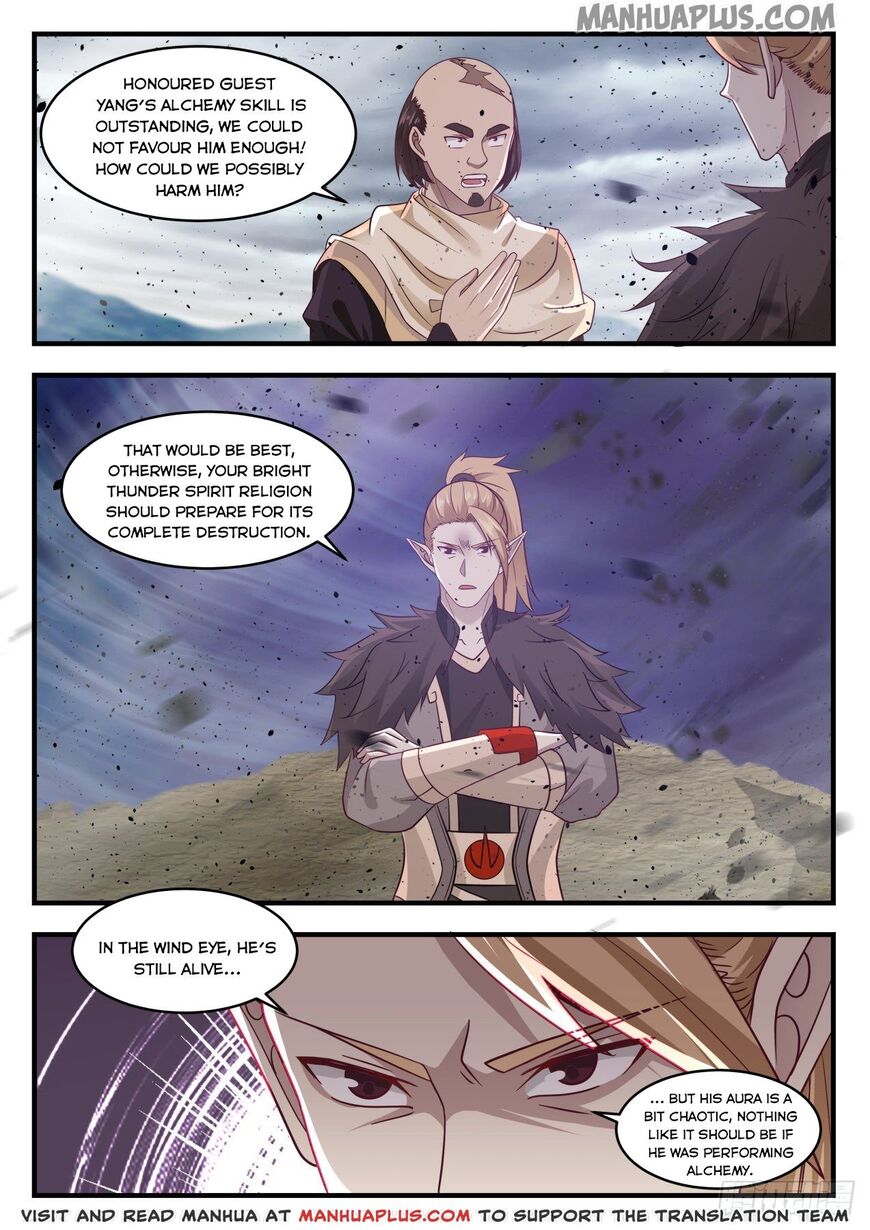 MANHUAPLUS.COM
HONOURED GUEST
YANG'S ALCHEMY SKILL IS
OUTSTANDING, WE COULD
NOT FAVOUR HIM ENOUGH!
HOW COULD WE POSSIBLY
HARM HIM?
THAT WOULD BE BEST,
OTHERWISE, YOUR BRIGHT
THUNDER SPIRIT RELIGION
SHOULD PREPARE FOR ITS
COMPLETE DESTRUCTION.
IN THE WIND EYE, HE'S
STILL ALIVE...
... BUT HIS AURA IS A
BIT CHAOTIC, NOTHING
LIKE IT SHOULD BE IF
HE WAS PERFORMING
ALCHEMY.
VISIT AND READ MANHUA AT MANHUAPLUS.COM TO SUPPORT THE TRANSLATION TEAM